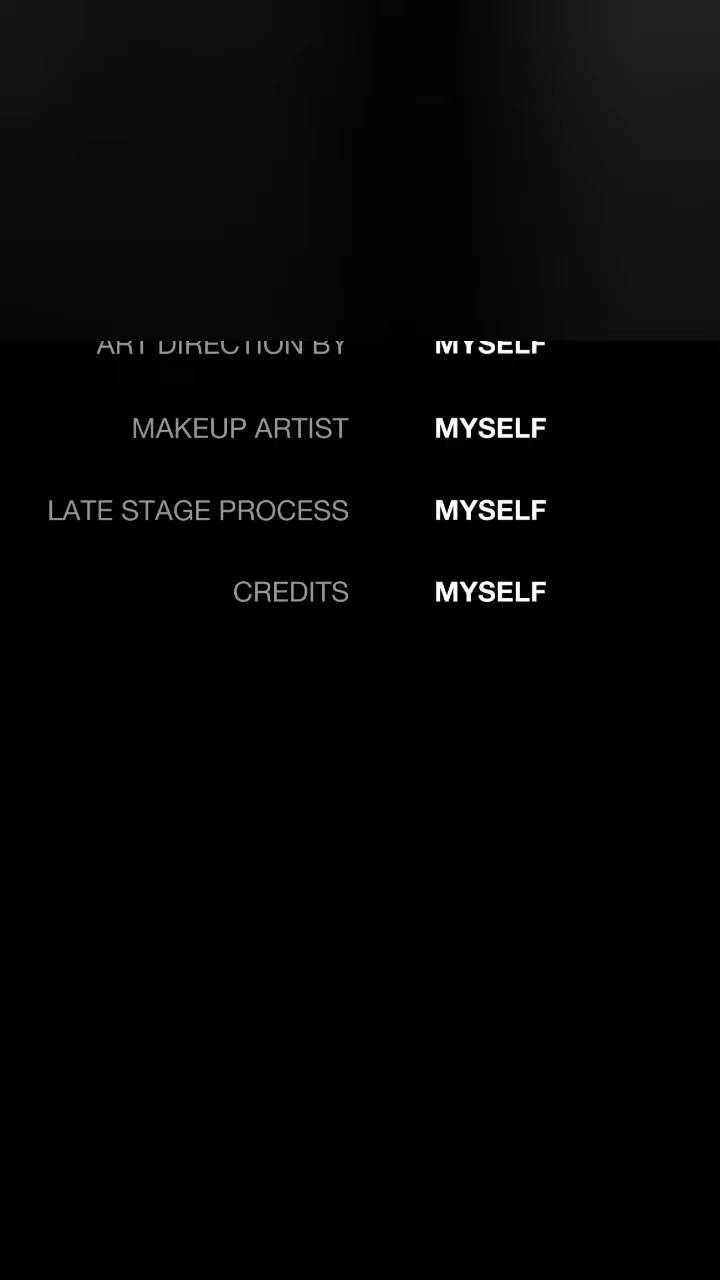 ART DIRECTION BY MYSELF
MAKEUP ARTIST MYSELF
LATE STAGE PROCESS MYSELF
CREDITS MYSELF